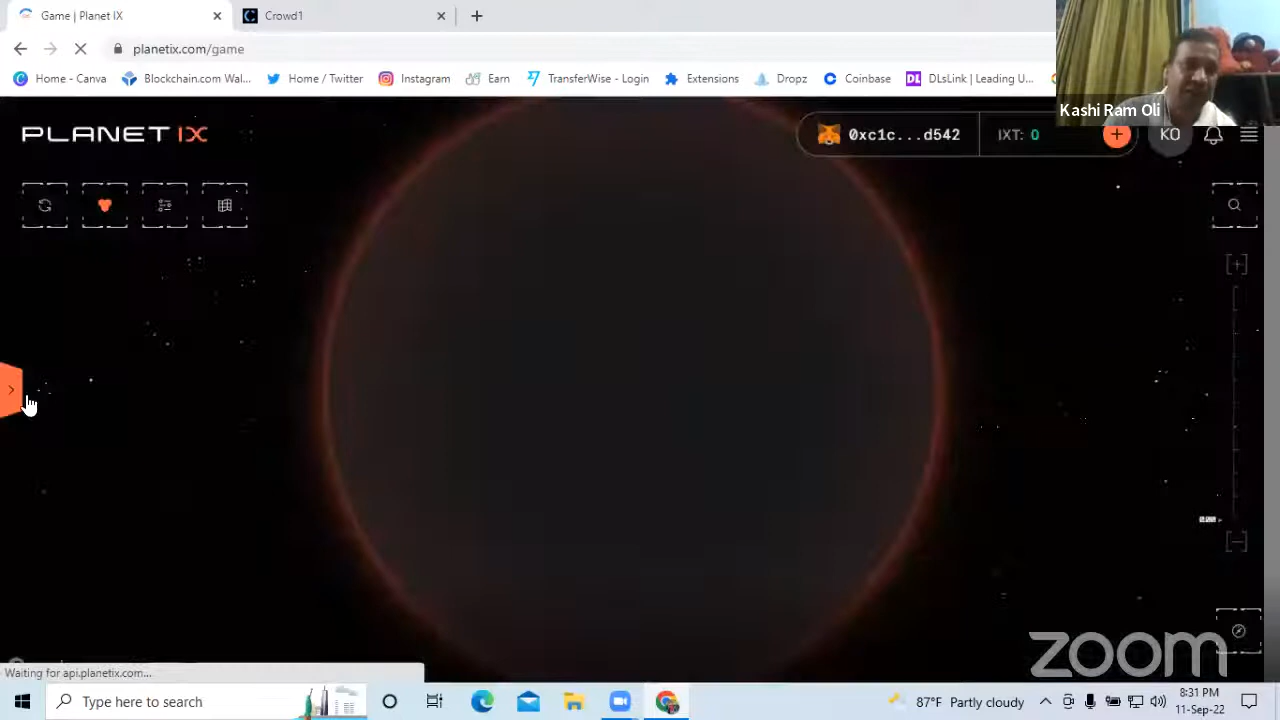 Game | Planet IX
Crowd1
planetix.com/game
Home - Canva
Blockchain.com Wal...
Home / Twitter
Instagram
Earn
TransferWise - Login
Extensions
Dropz
Coinbase
DLsLink | Leading U...
Kashi Ram Oli
PLANET IX
0xc1c...d542
IXT: 0
KO
Waiting for api.planetix.com...
zoom
Type here to search
87°F Partly cloudy
8:31 PM
11-Sep-22